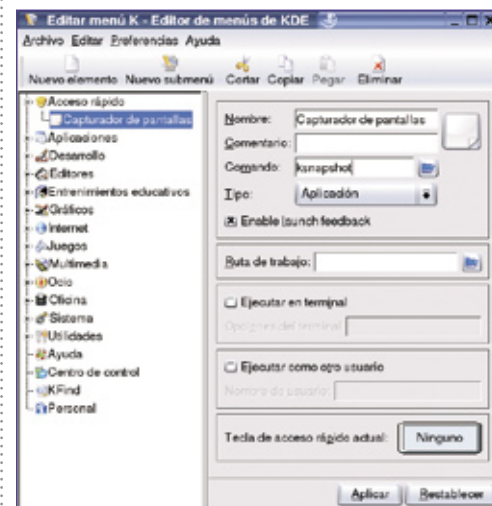 Editar menú K - Editor de menús de KDE
Archivo Editar Preferencias Ayuda
Nuevo elemento Nuevo submenú Cortar Copiar Pegar Eliminar
Acceso rápido
Capturador de pantallas
Aplicaciones
Desarrollo
Editores
Entrenimientos educativos
Gráficos
Internet
Juegos
Multimedia
Ocio
Oficina
Sistema
Utilidades
Ayuda
Centro de control
KFind
Personal
Nombre: Capturador de pantallas
Comentario:
Comando: ksnapshot
Tipo: Aplicación
Enable launch feedback
Ruta de trabajo:
Ejecutar en terminal
Opciones del terminal
Ejecutar como otro usuario
Nombre de usuario:
Tecla de acceso rápido actual: Ninguno
Aplicar Restablecer